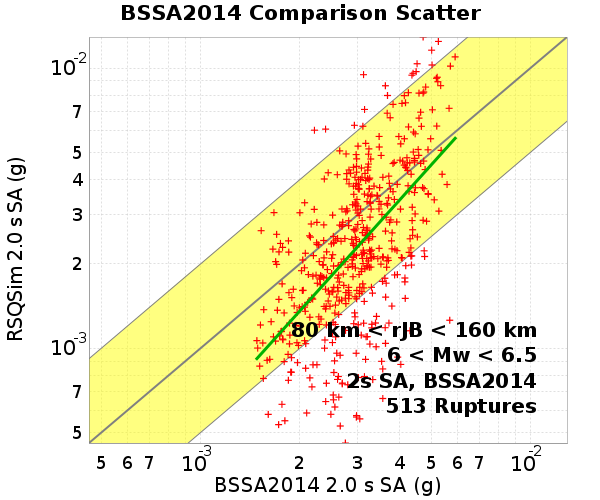 BSSA2014 Comparison Scatter
RSQSim 2.0 s SA (g)
10-2
7
5
4
3
2
10-3
7
5
80 km < rJB < 160 km
6 < Mw < 6.5
2s SA, BSSA2014
513 Ruptures
5 6 7 10-3 2 3 4 5 6 7 10-2
BSSA2014 2.0 s SA (g)